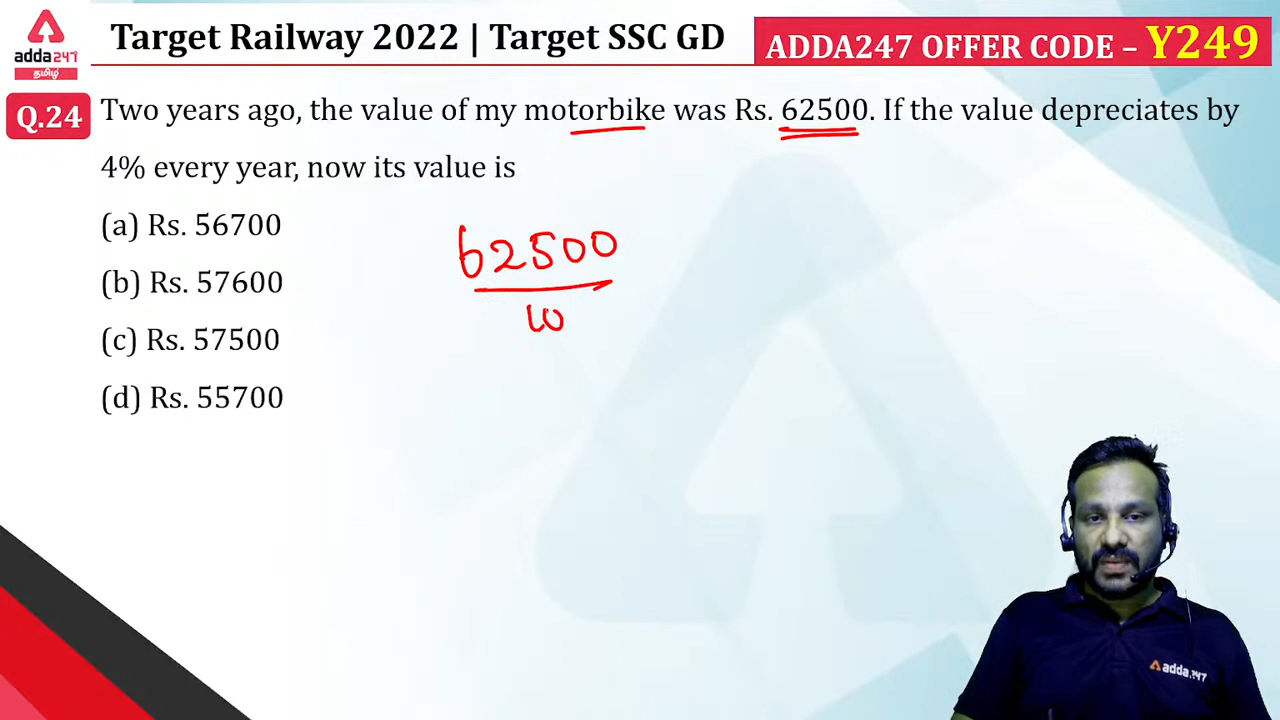 adda247
தமிழ்
Target Railway 2022 | Target SSC GD
ADDA247 OFFER CODE – Y249
Q.24
Two years ago, the value of my motorbike was Rs. 62500. If the value depreciates by
4% every year, now its value is
(a) Rs. 56700
(b) Rs. 57600
(c) Rs. 57500
(d) Rs. 55700
62500
10
adda247